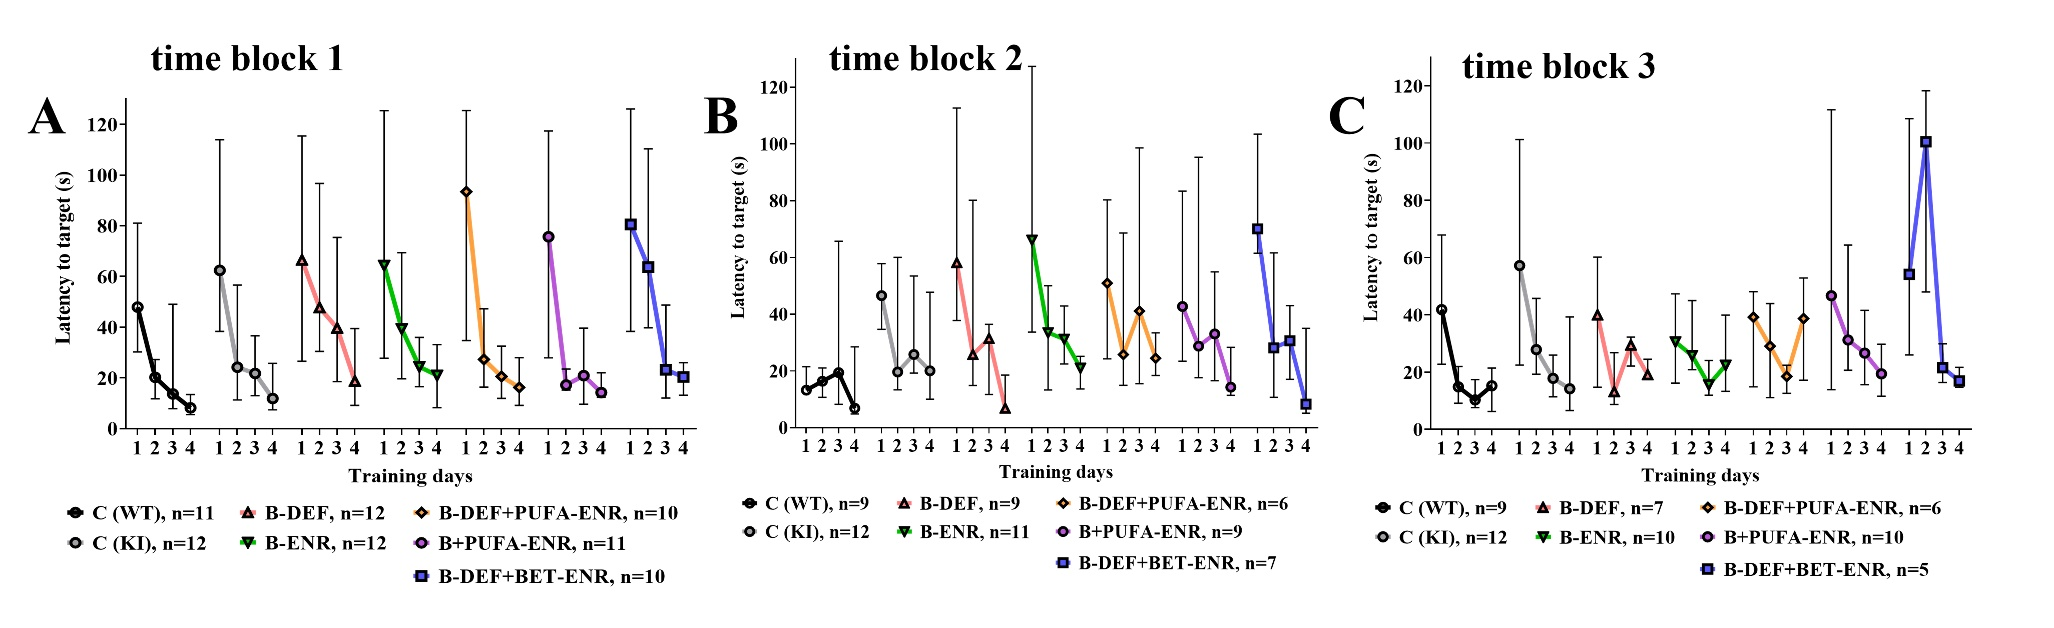 A
time block 1
Latency to target (s)
120
100
80
60
40
20
0
1 2 3 4 1 2 3 4 1 2 3 4 1 2 3 4 1 2 3 4 1 2 3 4 1 2 3 4
Training days
C (WT), n=11 B-DEF, n=12 B-DEF+PUFA-ENR, n=10
C (KI), n=12 B-ENR, n=12 B+PUFA-ENR, n=11
B-DEF+BET-ENR, n=10
B
time block 2
Latency to target (s)
120
100
80
60
40
20
0
1 2 3 4 1 2 3 4 1 2 3 4 1 2 3 4 1 2 3 4 1 2 3 4 1 2 3 4
Training days
C (WT), n=9 B-DEF, n=9 B-DEF+PUFA-ENR, n=6
C (KI), n=12 B-ENR, n=11 B+PUFA-ENR, n=9
B-DEF+BET-ENR, n=7
C
time block 3
Latency to target (s)
120
100
80
60
40
20
0
1 2 3 4 1 2 3 4 1 2 3 4 1 2 3 4 1 2 3 4 1 2 3 4 1 2 3 4
Training days
C (WT), n=9 B-DEF, n=7 B-DEF+PUFA-ENR, n=6
C (KI), n=12 B-ENR, n=10 B+PUFA-ENR, n=10
B-DEF+BET-ENR, n=5